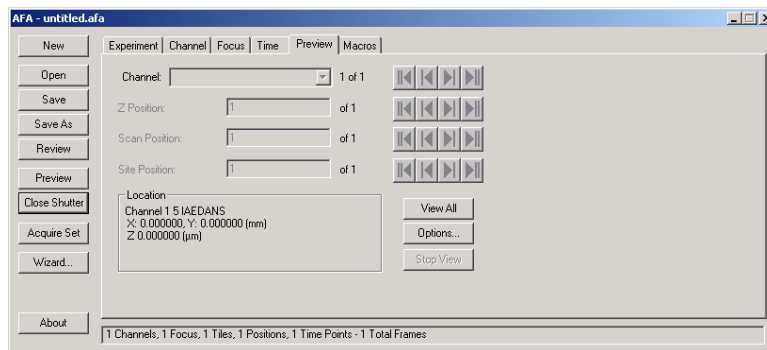 AFA - untitled.afa
New
Experiment Channel Focus Time Preview Macros
Open
Channel: 1 of 1
Save
Z Position: 1 of 1
Save As
Scan Position: 1 of 1
Review
Site Position: 1 of 1
Preview
Close Shutter
Location
Channel 1 5 IAEDANS
X: 0.000000, Y: 0.000000 (mm)
Z 0.000000 (µm)
View All
Acquire Set
Options...
Wizard...
Stop View
About
1 Channels, 1 Focus, 1 Tiles, 1 Positions, 1 Time Points - 1 Total Frames